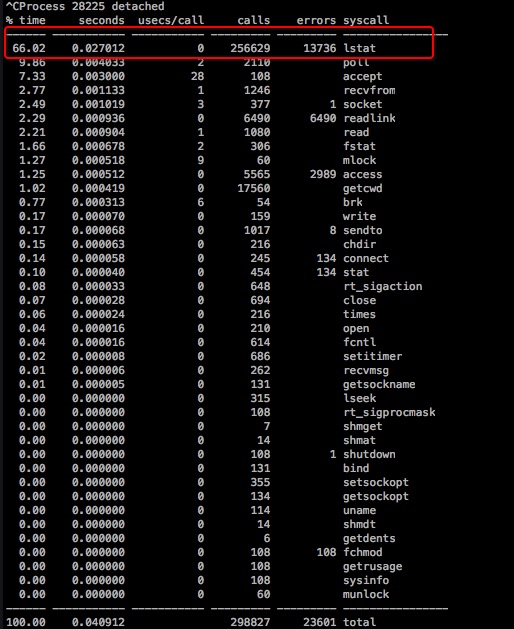 ^CProcess 28225 detached
% time     seconds  usecs/call     calls    errors syscall
------ ----------- ----------- --------- --------- ----------------
 66.02    0.027012           0    256629     13736 lstat
  9.86    0.004033           2      2110           poll
  7.33    0.003000          28       108           accept
  2.77    0.001133           1      1246           recvfrom
  2.49    0.001019           3       377         1 socket
  2.29    0.000936           0      6490      6490 readlink
  2.21    0.000904           1      1080           read
  1.66    0.000678           2       306           fstat
  1.27    0.000518           9        60           mlock
  1.25    0.000512           0      5565      2989 access
  1.02    0.000419           0     17560           getcwd
  0.77    0.000313           6        54           brk
  0.17    0.000070           0       159           write
  0.17    0.000068           0      1017         8 sendto
  0.15    0.000063           0       216           chdir
  0.14    0.000058           0       245       134 connect
  0.10    0.000040           0       454       134 stat
  0.08    0.000033           0       648           rt_sigaction
  0.07    0.000028           0       694           close
  0.06    0.000024           0       216           times
  0.04    0.000016           0       210           open
  0.04    0.000016           0       614           fcntl
  0.02    0.000008           0       686           setitimer
  0.01    0.000006           0       262           recvmsg
  0.01    0.000005           0       131           getsockname
  0.00    0.000000           0       315           lseek
  0.00    0.000000           0       108           rt_sigprocmask
  0.00    0.000000           0         7           shmget
  0.00    0.000000           0        14           shmat
  0.00    0.000000           0       108         1 shutdown
  0.00    0.000000           0       131           bind
  0.00    0.000000           0       355           setsockopt
  0.00    0.000000           0       134           getsockopt
  0.00    0.000000           0       114           uname
  0.00    0.000000           0        14           shmdt
  0.00    0.000000           0         6           getdents
  0.00    0.000000           0       108       108 fchmod
  0.00    0.000000           0       108           getrusage
  0.00    0.000000           0       108           sysinfo
  0.00    0.000000           0        60           munlock
------ ----------- ----------- --------- --------- ----------------
100.00    0.040912                298827     23601 total